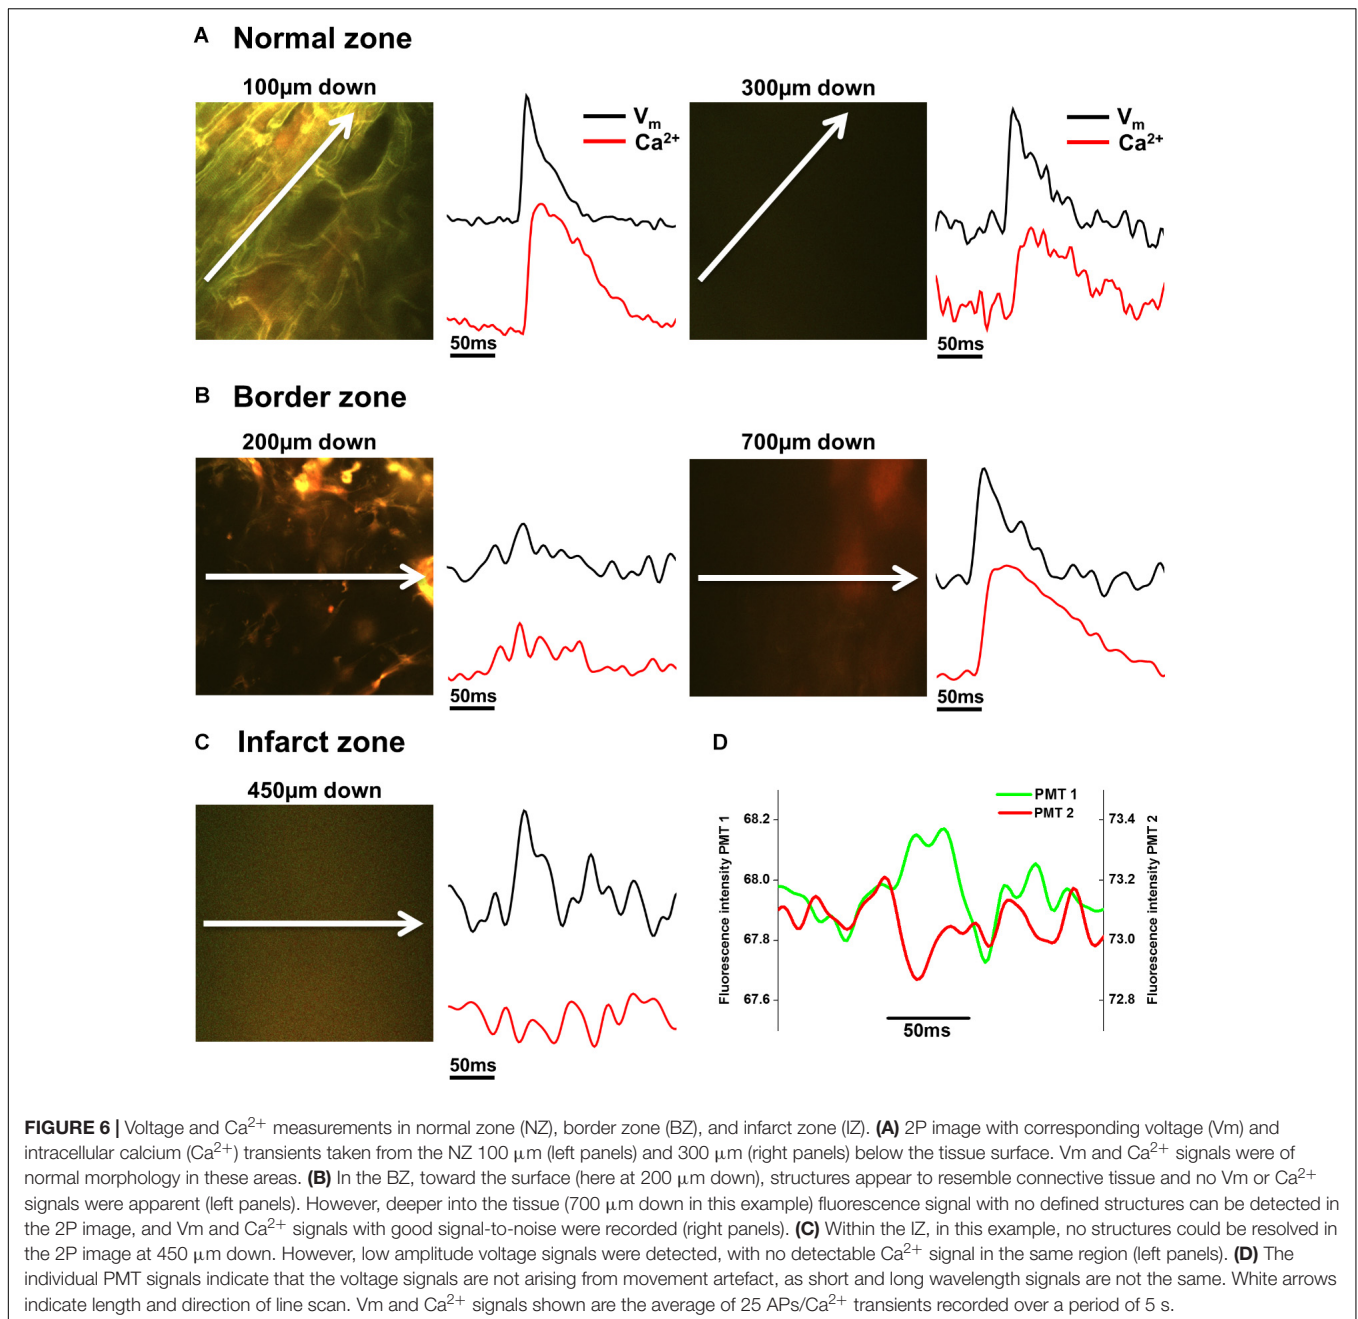 A Normal zone
100µm down
300µm down
Vm
Ca2+
Vm
Ca2+
50ms
50ms
B Border zone
200µm down
700µm down
50ms
50ms
C Infarct zone
D
450µm down
50ms
PMT 1
PMT 2
Fluorescence intensity PMT 1
68.2
68.0
67.8
67.6
73.4
73.2
73.0
72.8
Fluorescence intensity PMT 2
50ms
FIGURE 6 | Voltage and Ca2+ measurements in normal zone (NZ), border zone (BZ), and infarct zone (IZ). (A) 2P image with corresponding voltage (Vm) and
intracellular calcium (Ca2+) transients taken from the NZ 100 µm (left panels) and 300 µm (right panels) below the tissue surface. Vm and Ca2+ signals were of
normal morphology in these areas. (B) In the BZ, toward the surface (here at 200 µm down), structures appear to resemble connective tissue and no Vm or Ca2+
signals were apparent (left panels). However, deeper into the tissue (700 µm down in this example) fluorescence signal with no defined structures can be detected in
the 2P image, and Vm and Ca2+ signals with good signal-to-noise were recorded (right panels). (C) Within the IZ, in this example, no structures could be resolved in
the 2P image at 450 µm down. However, low amplitude voltage signals were detected, with no detectable Ca2+ signal in the same region (left panels). (D) The
individual PMT signals indicate that the voltage signals are not arising from movement artefact, as short and long wavelength signals are not the same. White arrows
indicate length and direction of line scan. Vm and Ca2+ signals shown are the average of 25 APs/Ca2+ transients recorded over a period of 5 s.